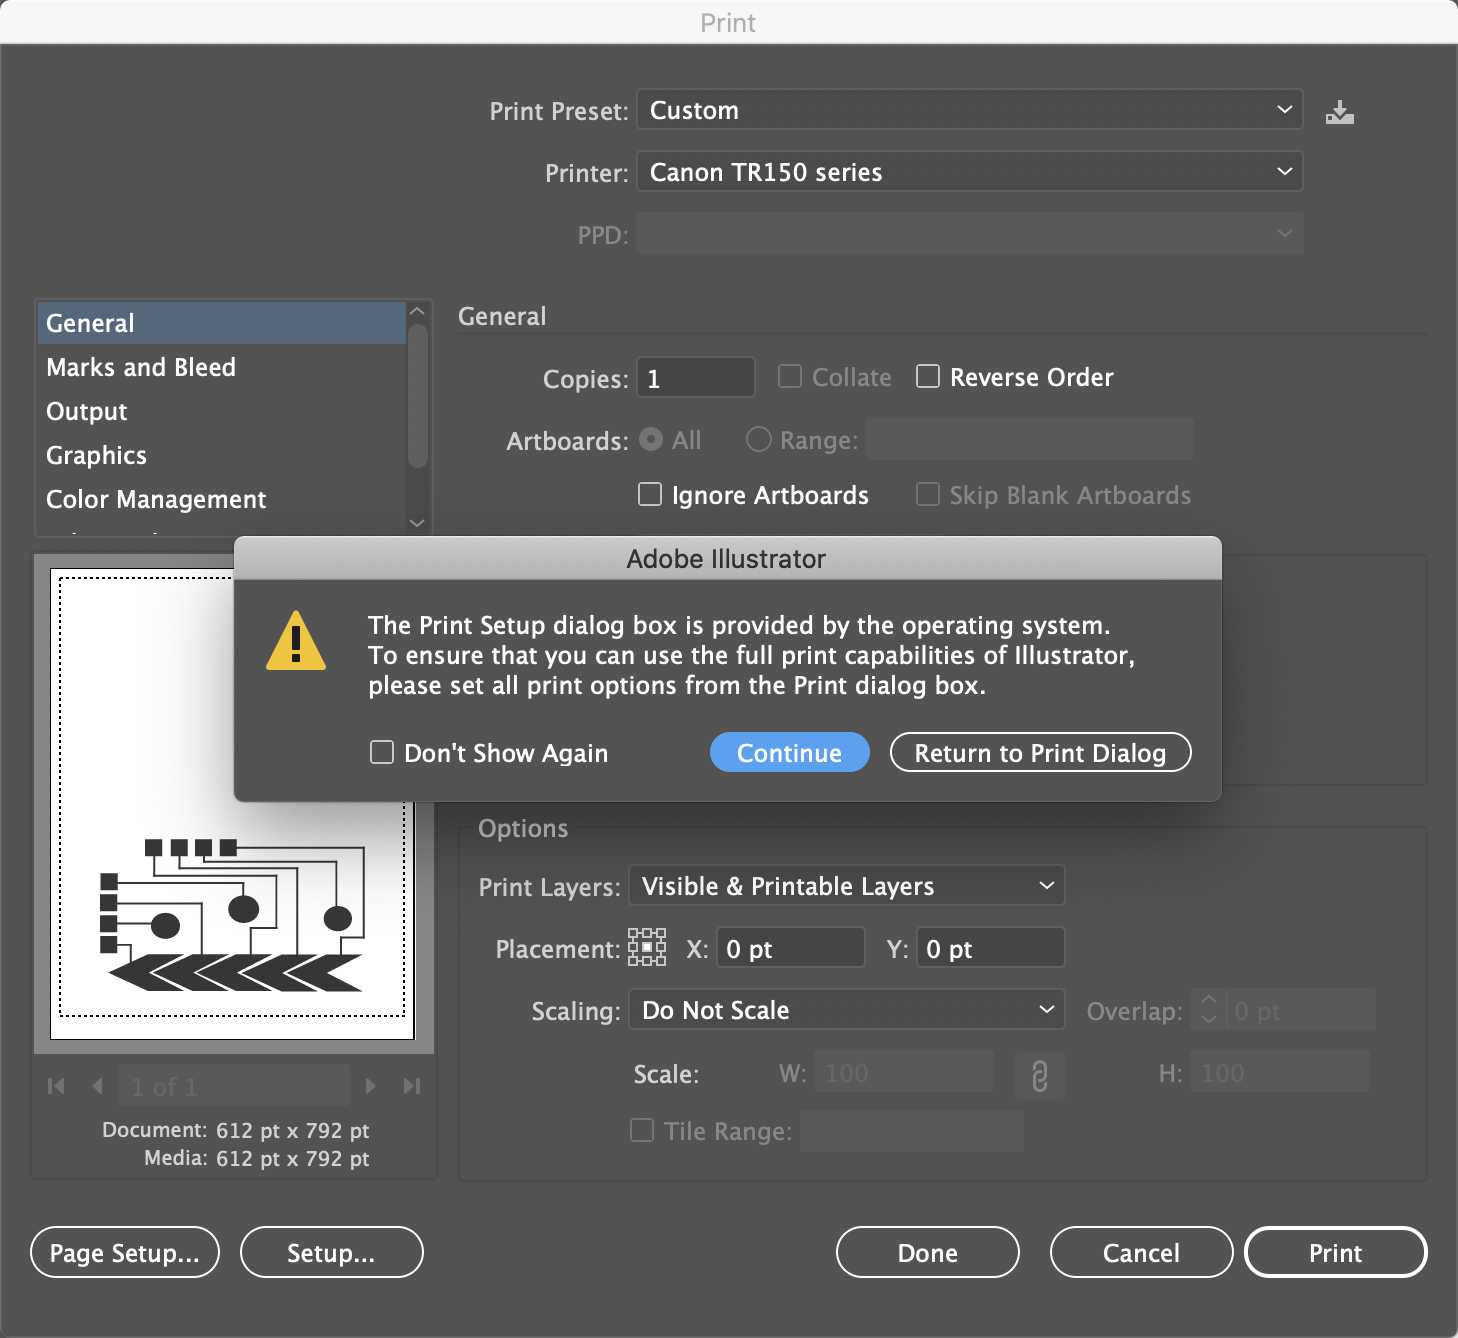 Print
Print Preset: Custom
Printer: Canon TR150 series
PPD:
General
Marks and Bleed
Output
Graphics
Color Management
General
Copies: 1 Collate Reverse Order
Artboards: All Range:
Ignore Artboards Skip Blank Artboards
Adobe Illustrator
The Print Setup dialog box is provided by the operating system.
To ensure that you can use the full print capabilities of Illustrator,
please set all print options from the Print dialog box.
Don't Show Again Continue Return to Print Dialog
Options
Print Layers: Visible & Printable Layers
Placement: X: 0 pt Y: 0 pt
Scaling: Do Not Scale Overlap: 0 pt
Scale: W: 100 H: 100
Tile Range:
1 of 1
Document: 612 pt x 792 pt
Media: 612 pt x 792 pt
Page Setup... Setup... Done Cancel Print